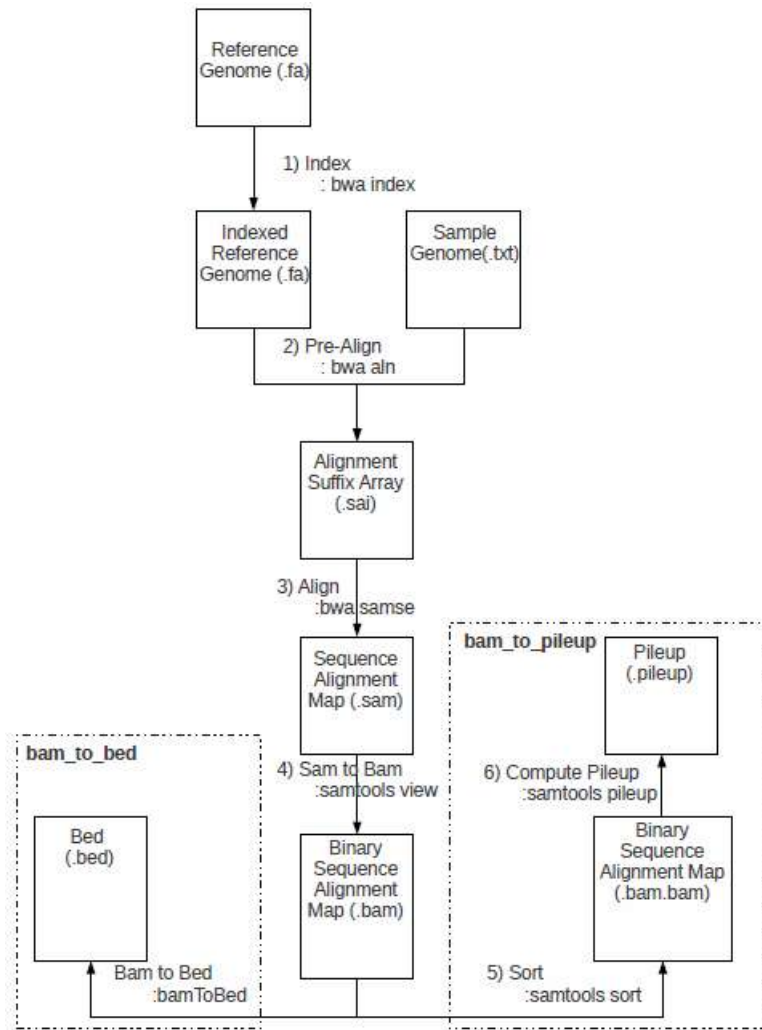 Reference
Genome (.fa)
1) Index
: bwa index
Indexed
Reference
Genome (.fa)
Sample
Genome(.txt)
2) Pre-Align
: bwa aln
Alignment
Suffix Array
(.sai)
3) Align
:bwa samse
Sequence
Alignment
Map (.sam)
bam_to_pileup
Pileup
(.pileup)
bam_to_bed
4) Sam to Bam
:samtools view
6) Compute Pileup
:samtools pileup
Bed
(.bed)
Binary
Sequence
Alignment
Map (.bam)
Binary
Sequence
Alignment Map
(.bam.bam)
Bam to Bed
:bamToBed
5) Sort
:samtools sort